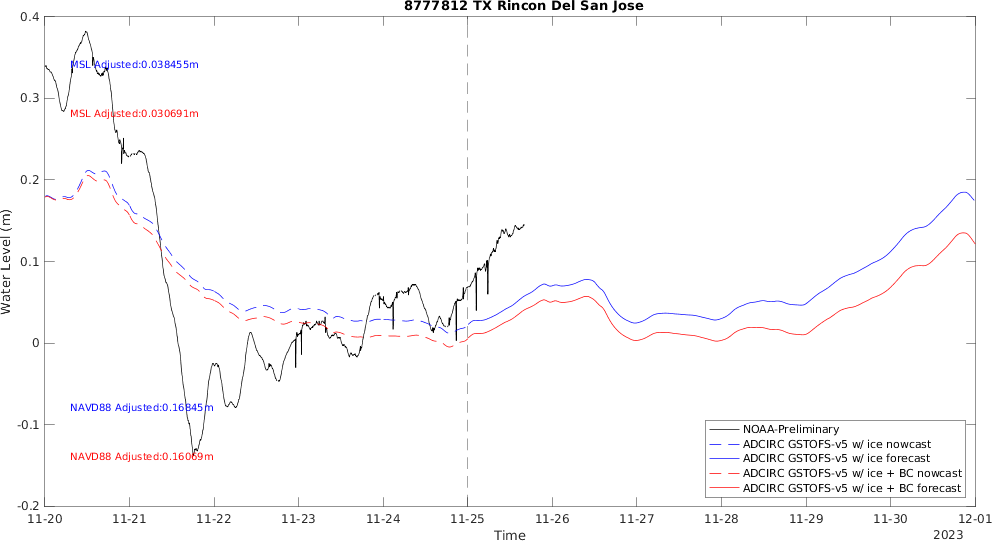 8777812 TX Rincon Del San Jose
0.4
0.3
0.2
0.1
0
-0.1
-0.2
Water Level (m)
MSL Adjusted:0.038455m
MSL Adjusted:0.030691m
NAVD88 Adjusted:0.16845m
NAVD88 Adjusted:0.16069m
NOAA-Preliminary
ADCIRC GSTOFS-v5 w/ ice nowcast
ADCIRC GSTOFS-v5 w/ ice forecast
ADCIRC GSTOFS-v5 w/ ice + BC nowcast
ADCIRC GSTOFS-v5 w/ ice + BC forecast
11-20 11-21 11-22 11-23 11-24 11-25 11-26 11-27 11-28 11-29 11-30 12-01
Time
2023